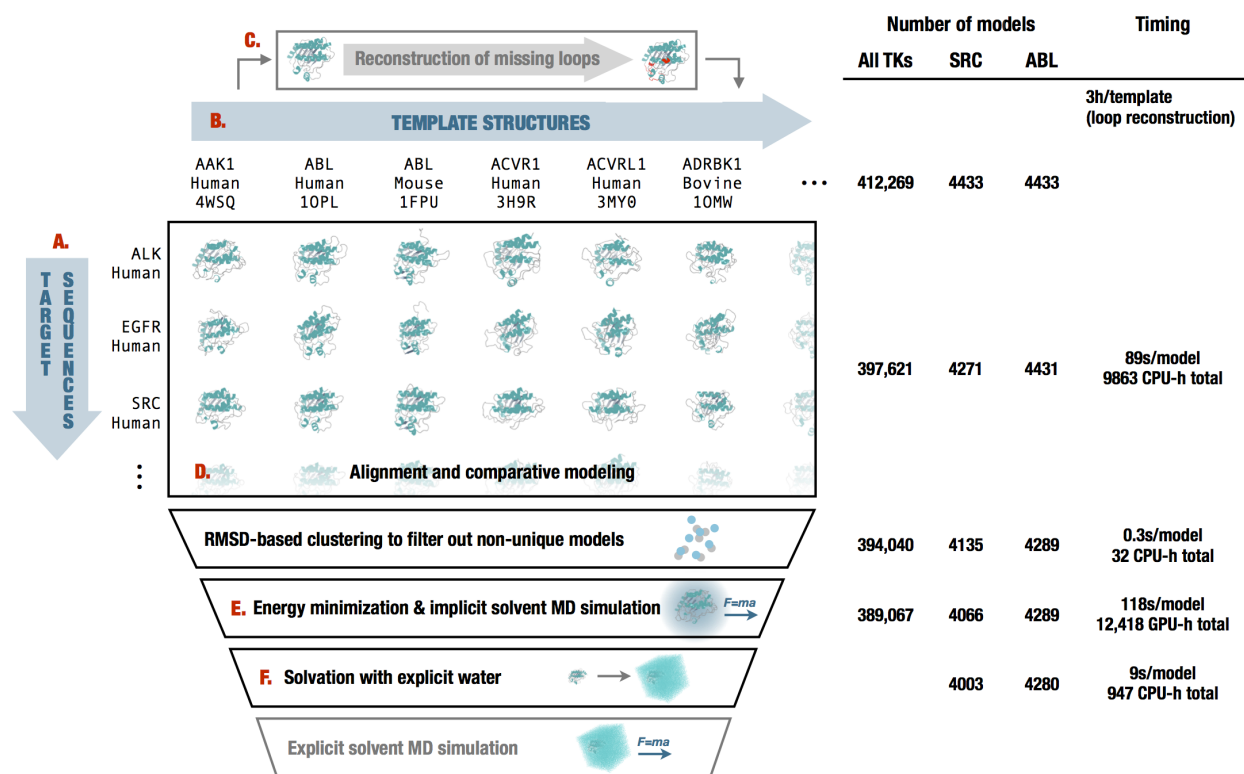 Number of models
Timing
All TKs
SRC
ABL
C.
Reconstruction of missing loops
3h/template
(loop reconstruction)
B.
TEMPLATE STRUCTURES
AAK1
Human
4WSQ
ABL
Human
1OPL
ABL
Mouse
1FPU
ACVR1
Human
3H9R
ACVRL1
Human
3MY0
ADRBK1
Bovine
1OMW
...
412,269
4433
4433
A.
TARGET
SEQUENCES
ALK
Human
EGFR
Human
SRC
Human
...
D.
Alignment and comparative modeling
397,621
4271
4431
89s/model
9863 CPU-h total
RMSD-based clustering to filter out non-unique models
394,040
4135
4289
0.3s/model
32 CPU-h total
E.
Energy minimization & implicit solvent MD simulation
F=ma
389,067
4066
4289
118s/model
12,418 GPU-h total
F.
Solvation with explicit water
4003
4280
9s/model
947 CPU-h total
Explicit solvent MD simulation
F=ma